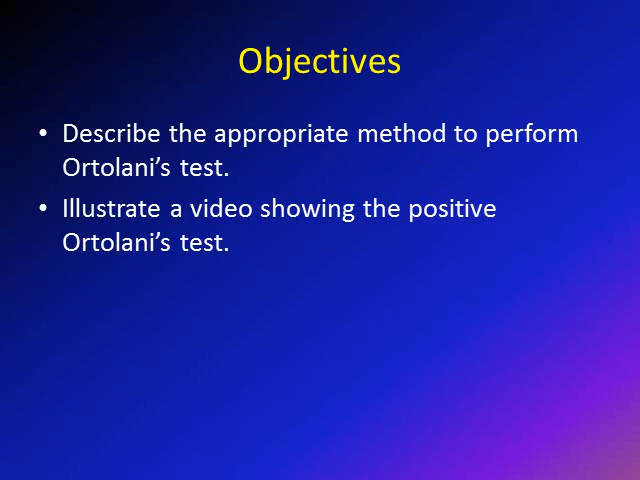 Objectives
• Describe the appropriate method to perform
Ortolani’s test.
• Illustrate a video showing the positive
Ortolani’s test.